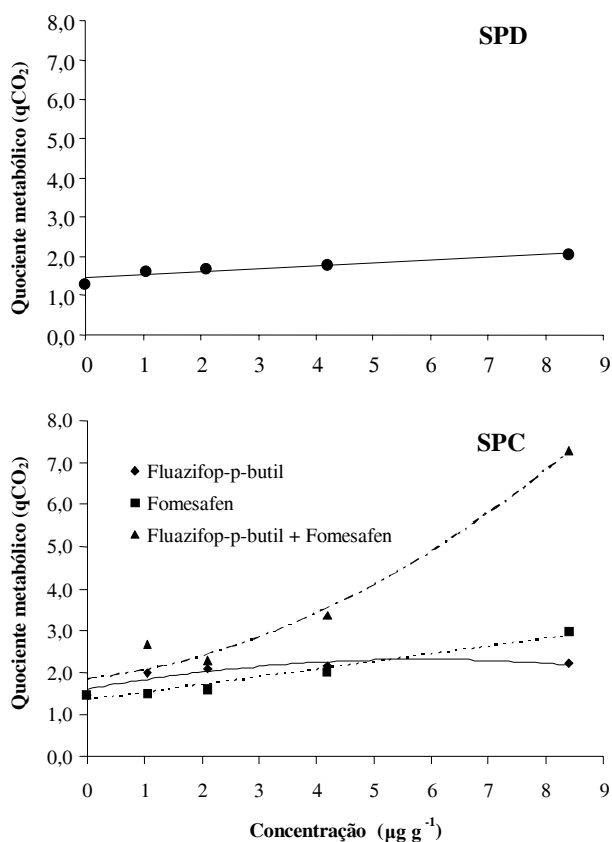 SPD
Quociente metabólico (qCO₂)
8,0
7,0
6,0
5,0
4,0
3,0
2,0
1,0
0,0
0 1 2 3 4 5 6 7 8 9
SPC
Quociente metabólico (qCO₂)
8,0
7,0
6,0
5,0
4,0
3,0
2,0
1,0
0,0
Fluazifop-p-butil
Fomesafen
Fluazifop-p-butil + Fomesafen
0 1 2 3 4 5 6 7 8 9
Concentração (µg g⁻¹)